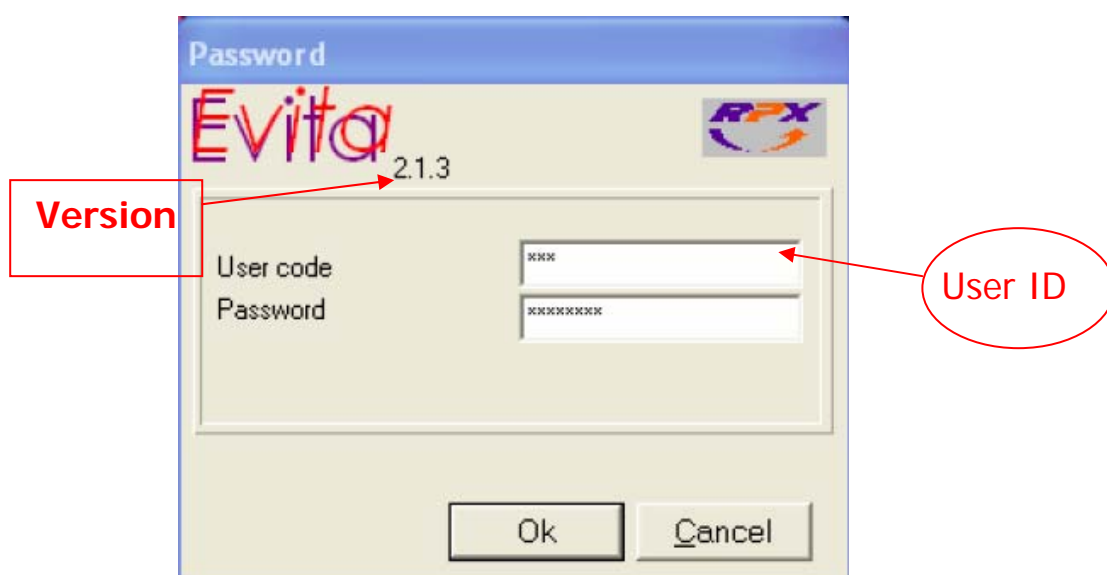 Password
Evita
RPX
2.1.3
Version
User code
***
User ID
Password
********
Ok
Cancel